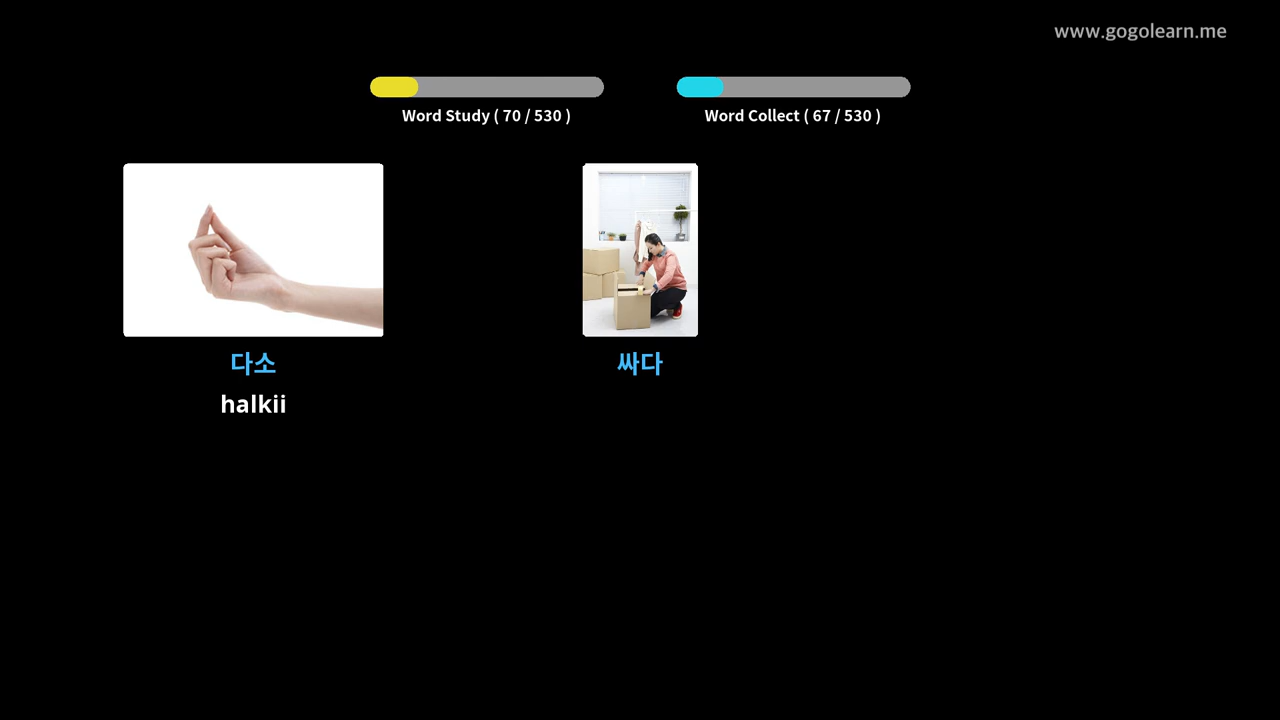 www.gogolearn.me
Word Study ( 70 / 530 )
Word Collect ( 67 / 530 )
다소
싸다
halkii